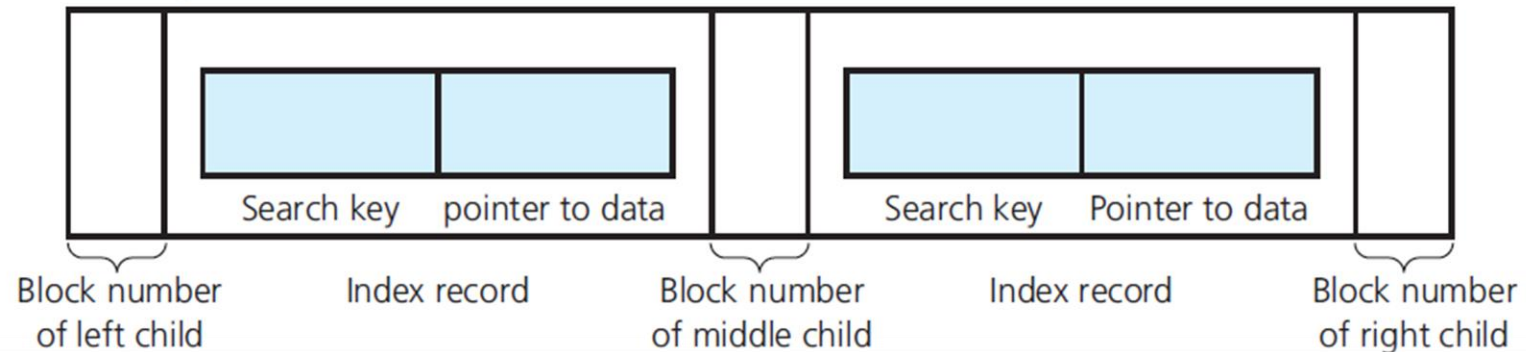 Search key pointer to data Search key Pointer to data
Block number Index record Block number Index record Block number
of left child of middle child of right child